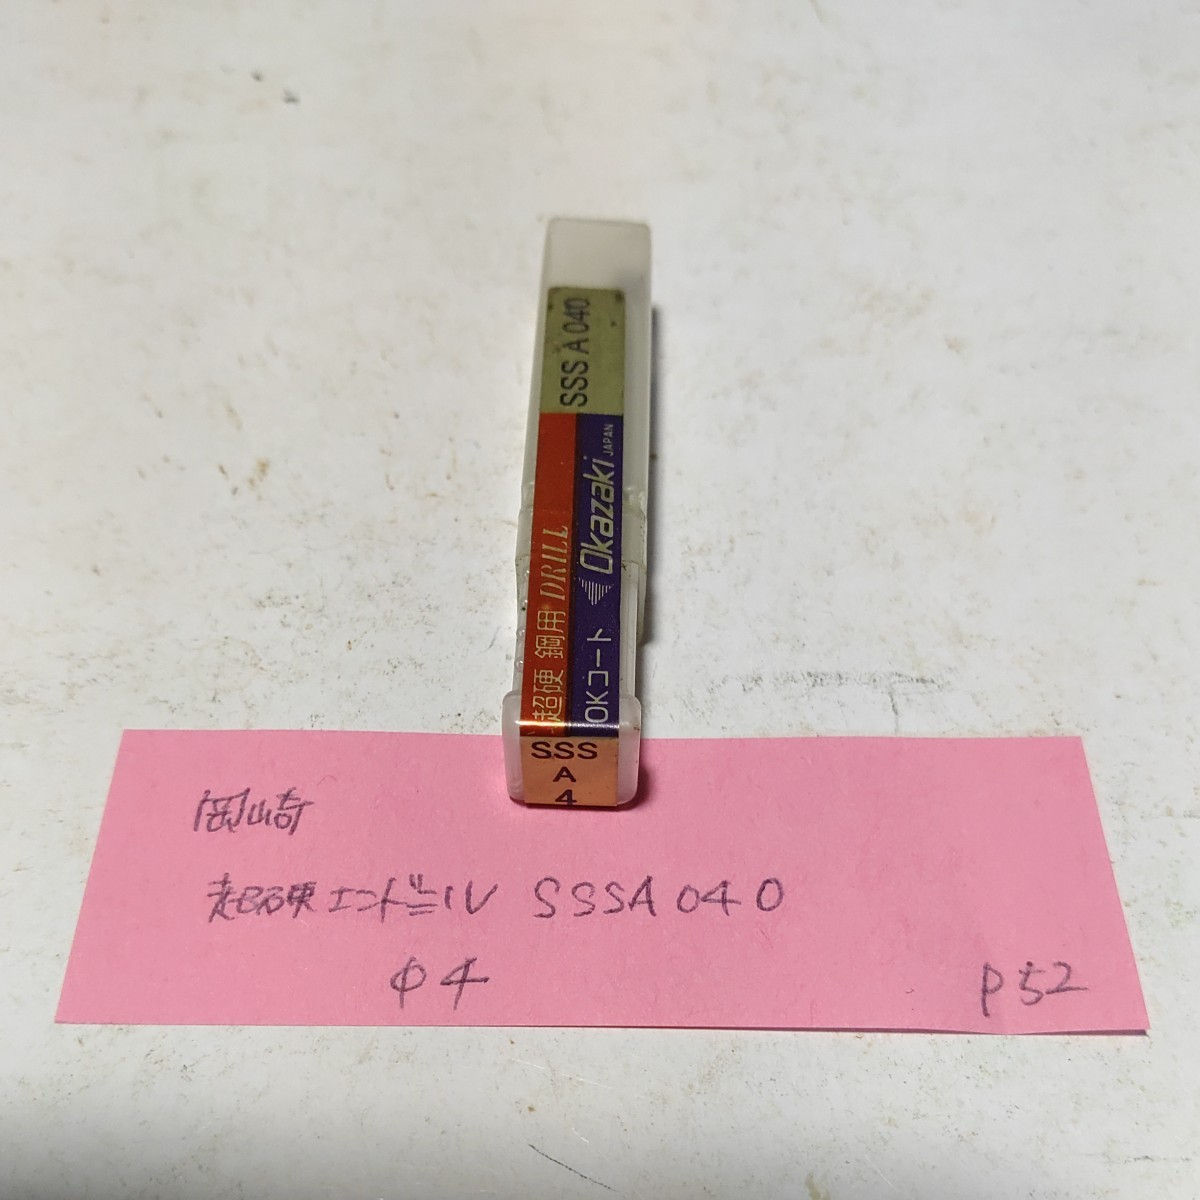 SSS A 040
超硬 鋼用 DRILL
OKコート Okazaki JAPAN
SSS
A
4
岡崎
超硬エンドミル SSSA040
φ4
P52